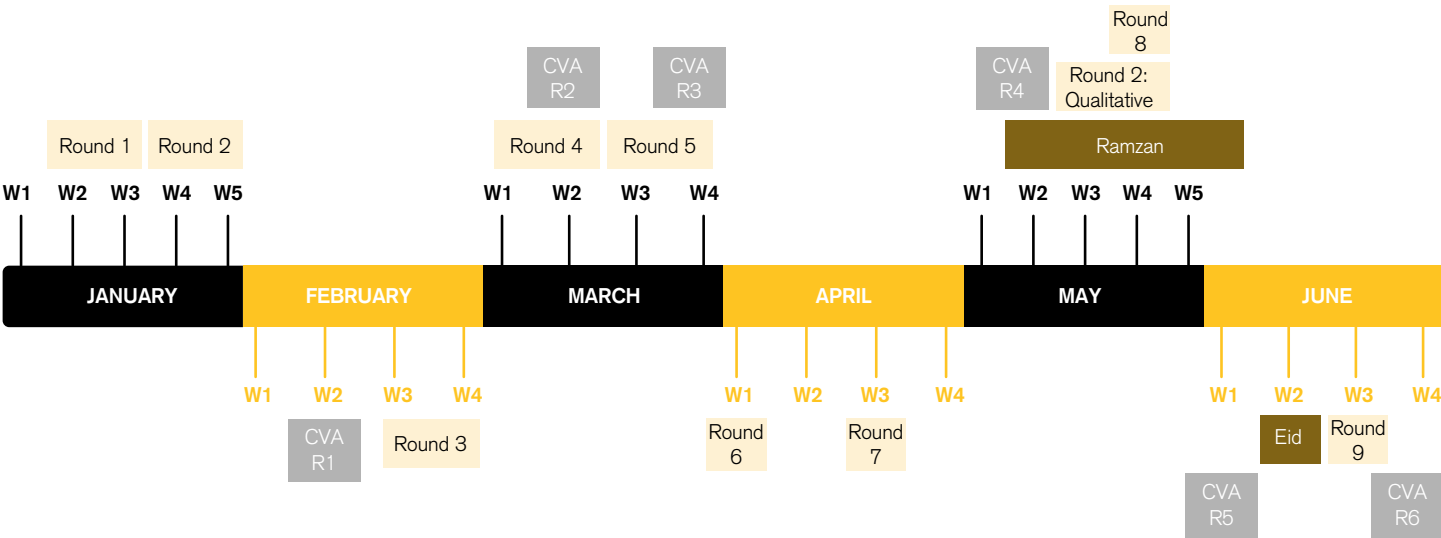 Round
8
CVA
R2
CVA
R3
CVA
R4
Round 2:
Qualitative
Round 1
Round 2
Round 4
Round 5
Ramzan
W1 W2 W3 W4 W5
W1 W2 W3 W4
W1 W2 W3 W4 W5
JANUARY
FEBRUARY
MARCH
APRIL
MAY
JUNE
W1 W2 W3 W4
W1 W2 W3 W4
W1 W2 W3 W4
CVA
R1
Round 3
Round
6
Round
7
Eid
Round
9
CVA
R5
CVA
R6